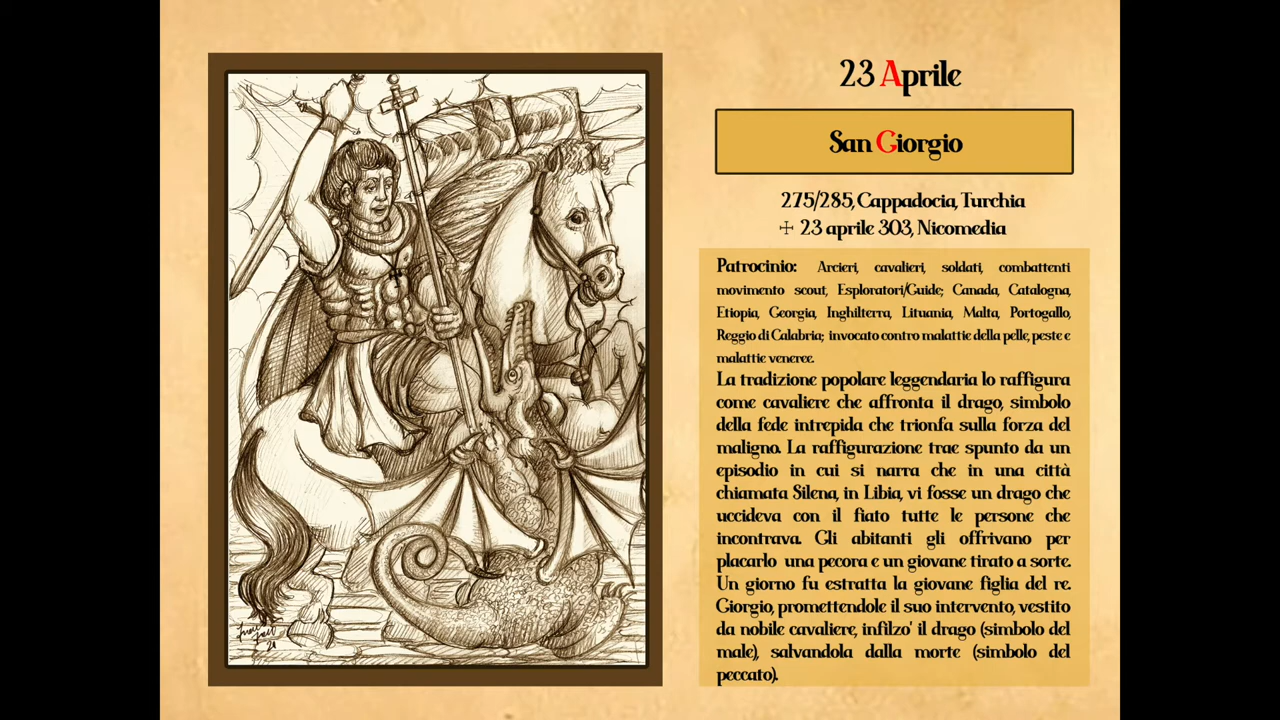 23 Aprile
San Giorgio
275/285, Cappadocia, Turchia
♱ 23 aprile 303, Nicomedia
Patrocinio: Arcieri, cavalieri, soldati, combattenti
movimento scout, Esploratori/Guide; Canada, Catalogna,
Etiopia, Georgia, Inghilterra, Lituania, Malta, Portogallo,
Reggio di Calabria; invocato contro malattie della pelle, peste e
malattie veneree.
La tradizione popolare leggendaria lo raffigura
come cavaliere che affronta il drago, simbolo
della fede intrepida che trionfa sulla forza del
maligno. La raffigurazione trae spunto da un
episodio in cui si narra che in una città
chiamata Silena, in Libia, vi fosse un drago che
uccideva con il fiato tutte le persone che
incontrava. Gli abitanti gli offrivano per
placarlo una pecora e un giovane tirato a sorte.
Un giorno fu estratta la giovane figlia del re.
Giorgio, promettendole il suo intervento, vestito
da nobile cavaliere, infilzo' il drago (simbolo del
male), salvandola dalla morte (simbolo del
peccato).